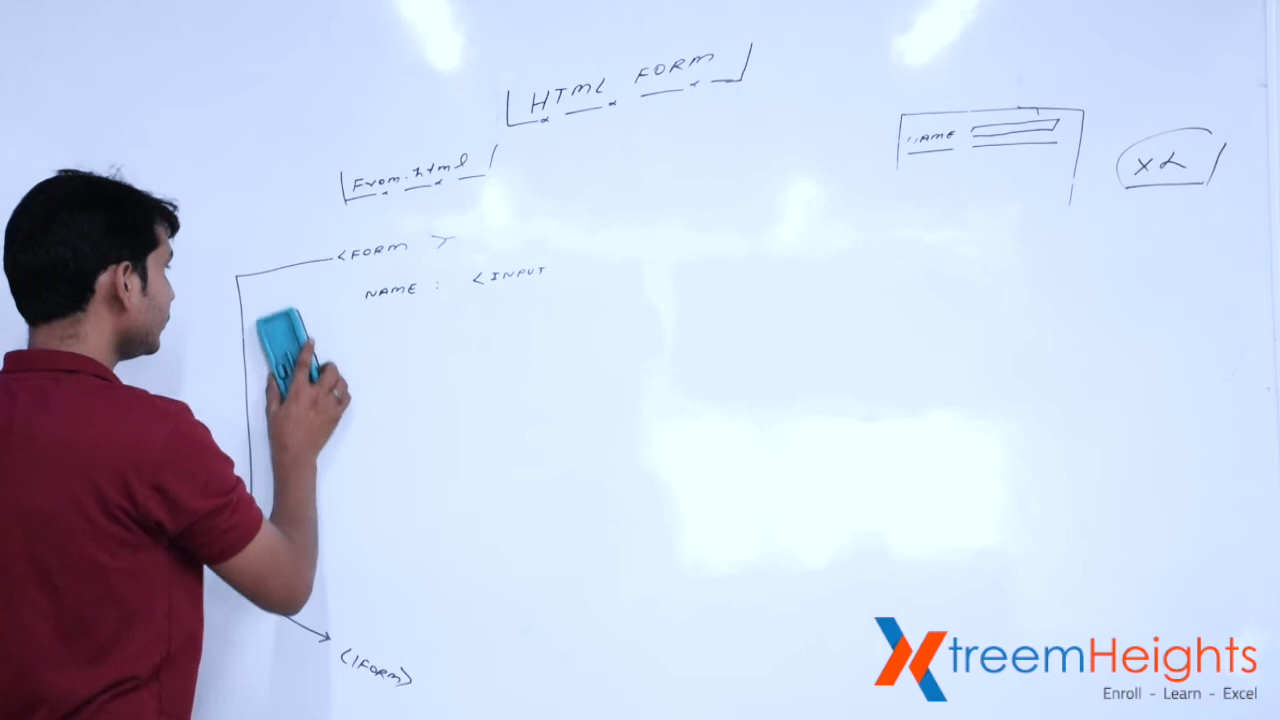 HTML FORM
From.html
NAME
XL
<FORM >
NAME : <INPUT
</FORM>
XtreemHeights
Enroll - Learn - Excel